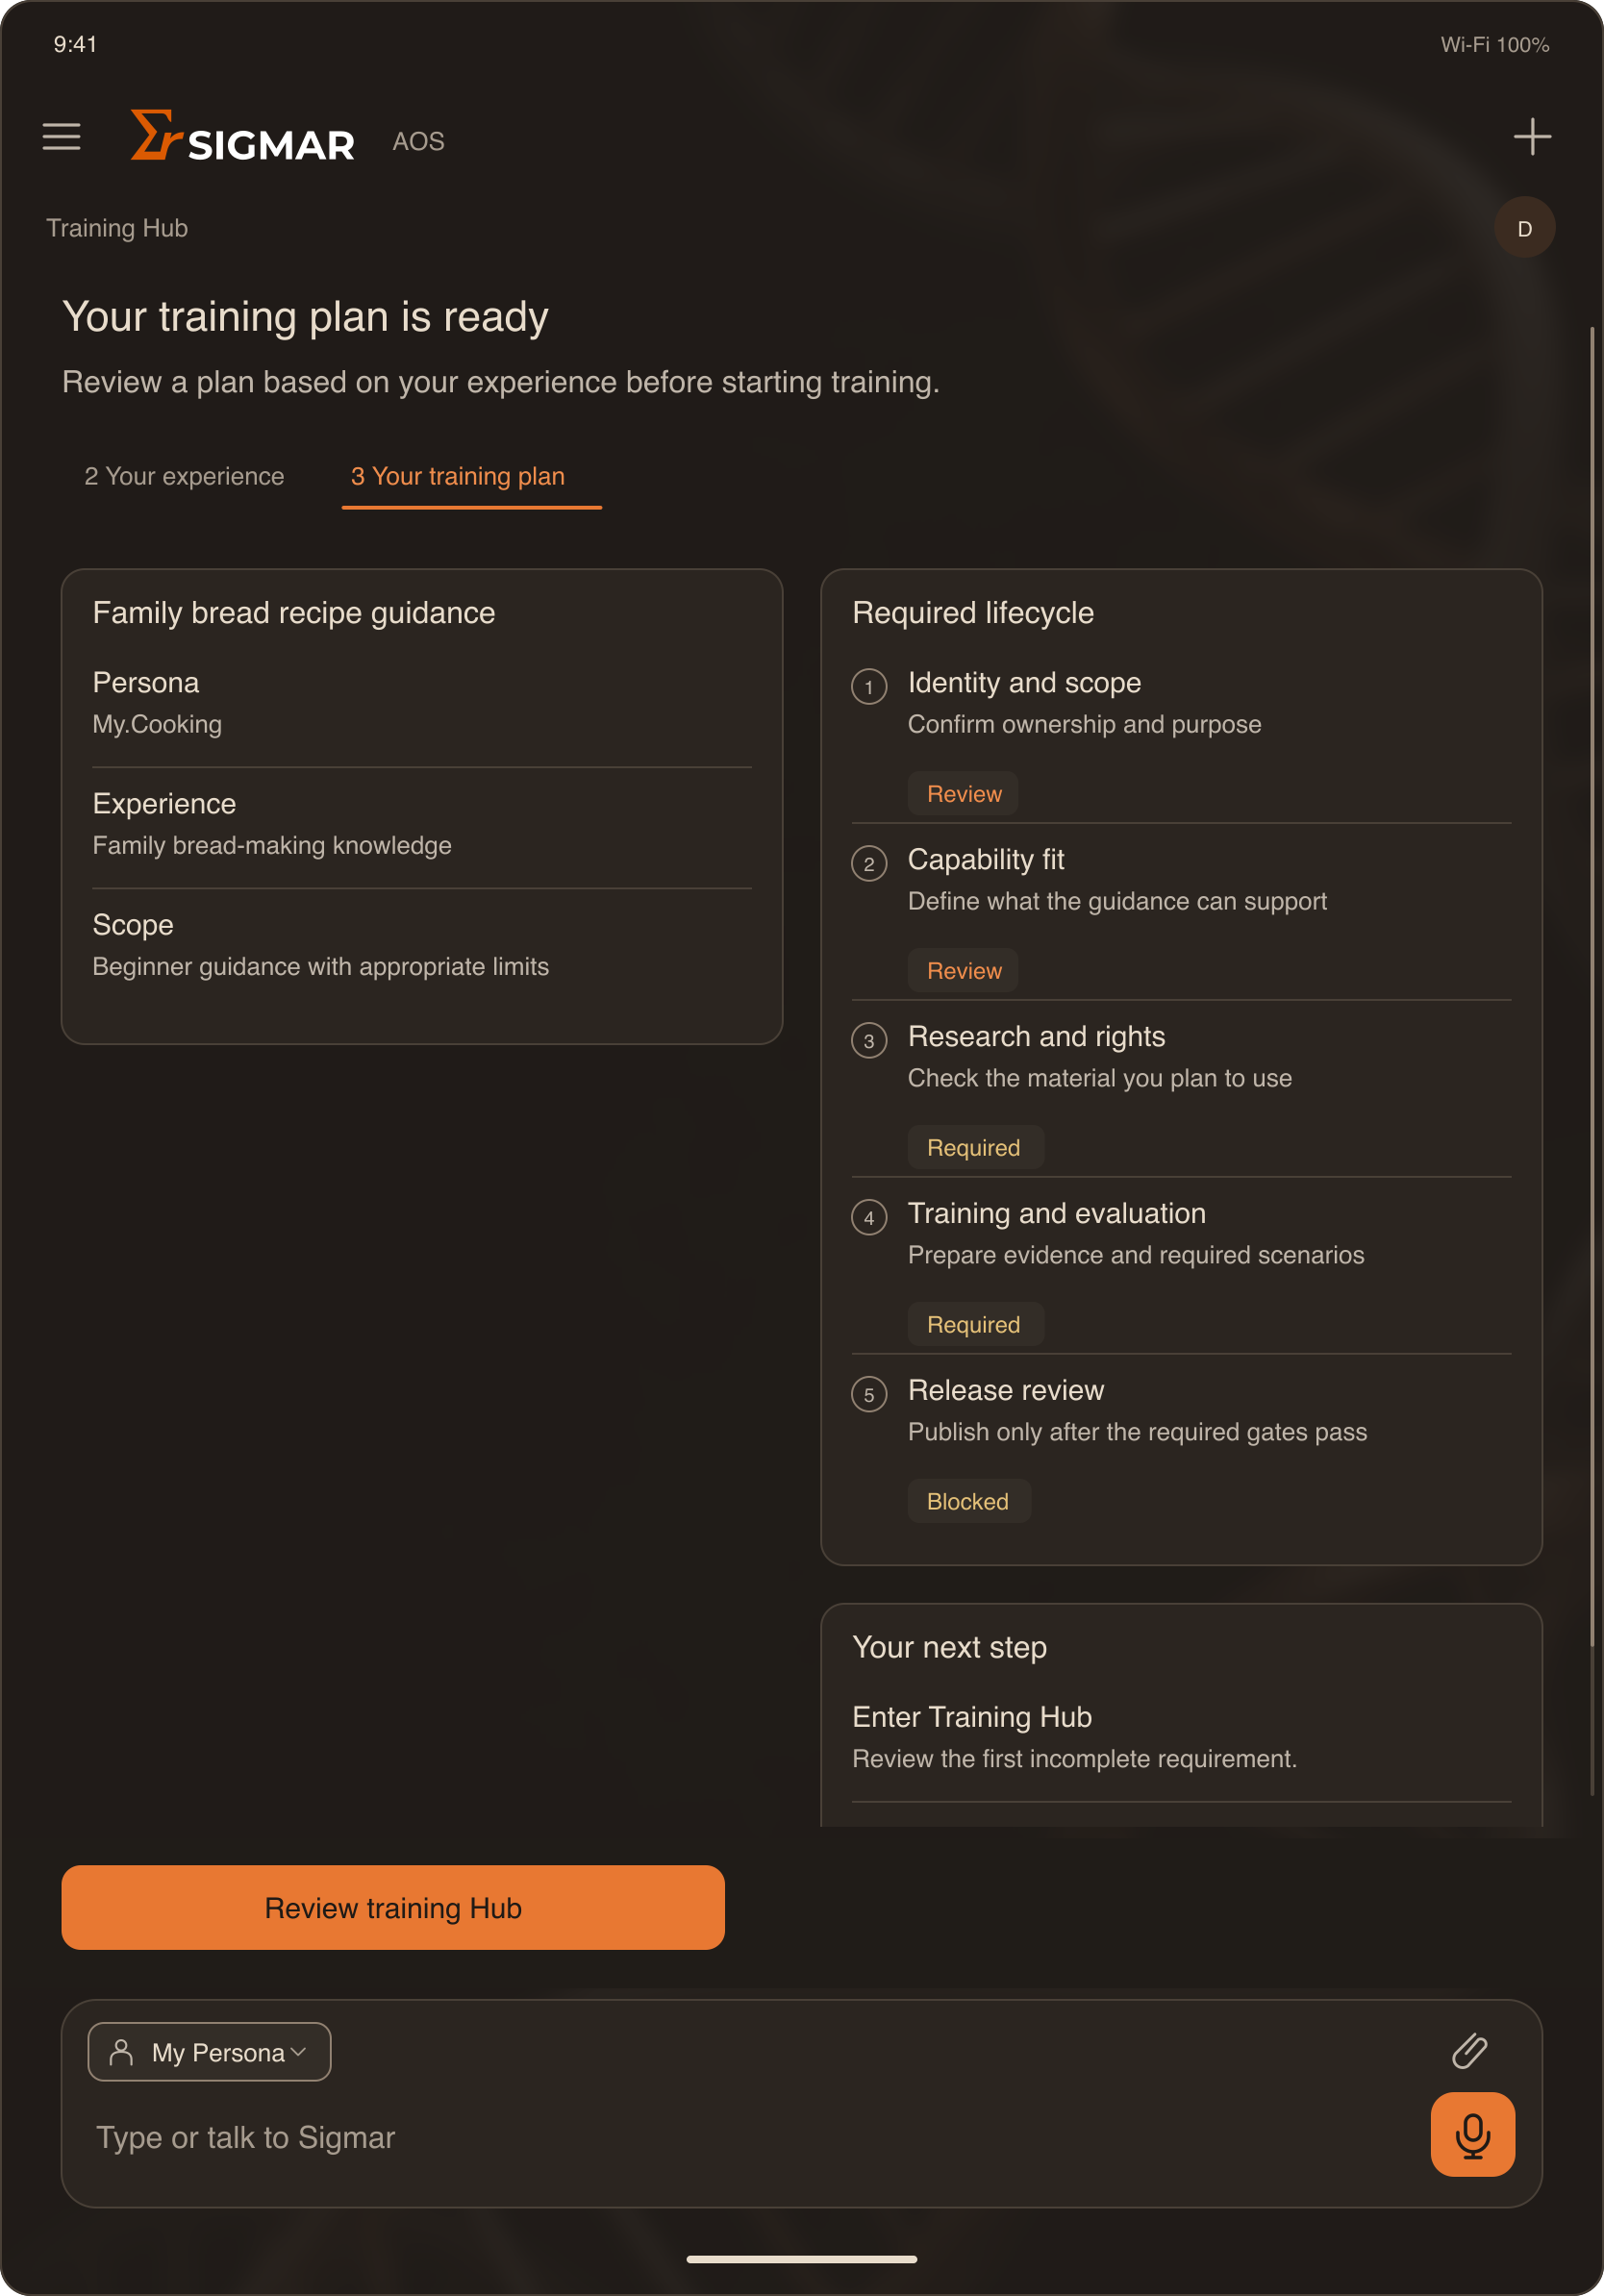 9:41
Wi-Fi 100%
Σr SIGMAR AOS
Training Hub
D
Your training plan is ready
Review a plan based on your experience before starting training.
2 Your experience
3 Your training plan
Family bread recipe guidance
Persona
My.Cooking
Experience
Family bread-making knowledge
Scope
Beginner guidance with appropriate limits
Required lifecycle
1 Identity and scope
Confirm ownership and purpose
Review
2 Capability fit
Define what the guidance can support
Review
3 Research and rights
Check the material you plan to use
Required
4 Training and evaluation
Prepare evidence and required scenarios
Required
5 Release review
Publish only after the required gates pass
Blocked
Your next step
Enter Training Hub
Review the first incomplete requirement.
Review training Hub
My Persona
Type or talk to Sigmar